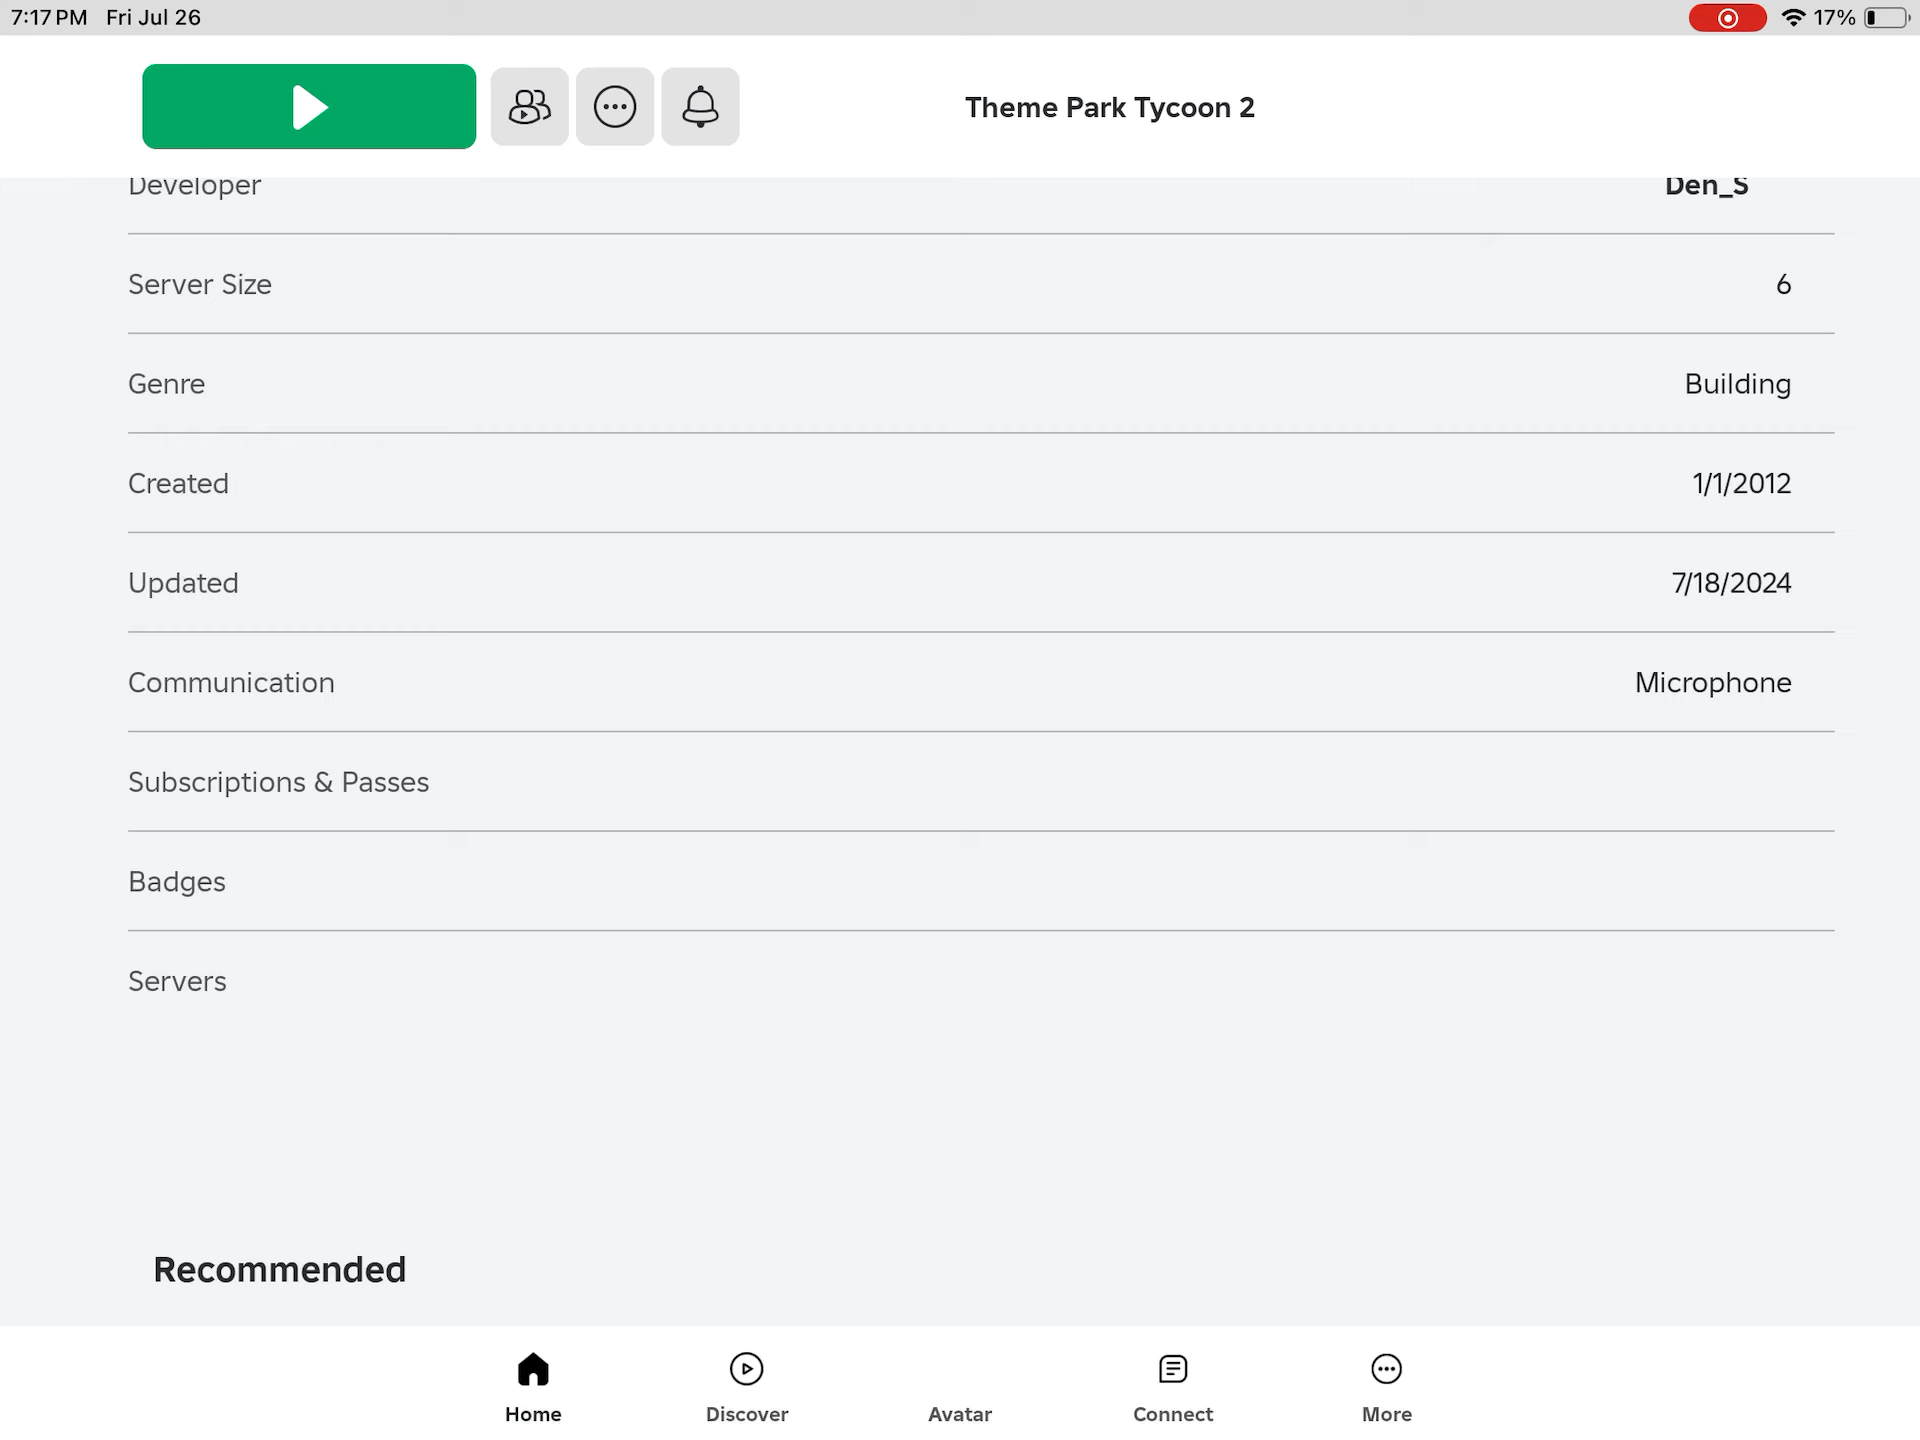 7:17 PM Fri Jul 26 17%
Theme Park Tycoon 2
Developer Den_S
Server Size 6
Genre Building
Created 1/1/2012
Updated 7/18/2024
Communication Microphone
Subscriptions & Passes
Badges
Servers
Recommended
Home Discover Avatar Connect More